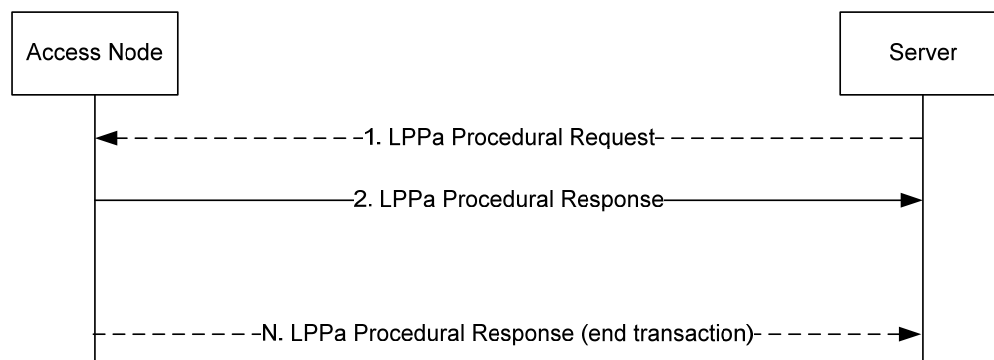 Access Node
Server
1. LPPa Procedural Request
2. LPPa Procedural Response
N. LPPa Procedural Response (end transaction)